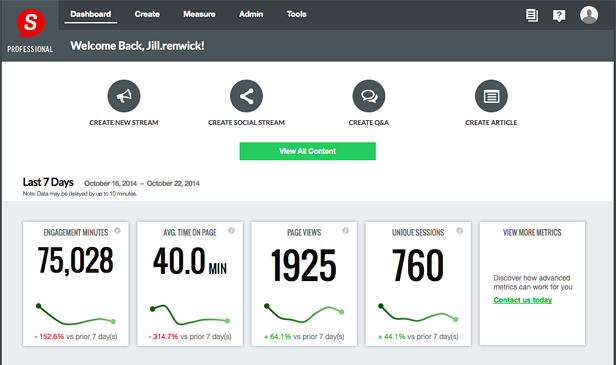 S
PROFESSIONAL
Dashboard Create Measure Admin Tools
?
Welcome Back, Jill.renwick!
CREATE NEW STREAM CREATE SOCIAL STREAM CREATE Q&A CREATE ARTICLE
View All Content
Last 7 Days October 16, 2014 – October 22, 2014
Note: Data may be delayed by up to 10 minutes.
ENGAGEMENT MINUTES i
75,028
- 152.6% vs prior 7 day(s)
AVG. TIME ON PAGE i
40.0 MIN
- 314.7% vs prior 7 day(s)
PAGE VIEWS i
1925
+ 64.1% vs prior 7 day(s)
UNIQUE SESSIONS i
760
+ 44.1% vs prior 7 day(s)
VIEW MORE METRICS
Discover how advanced
metrics can work for you
Contact us today